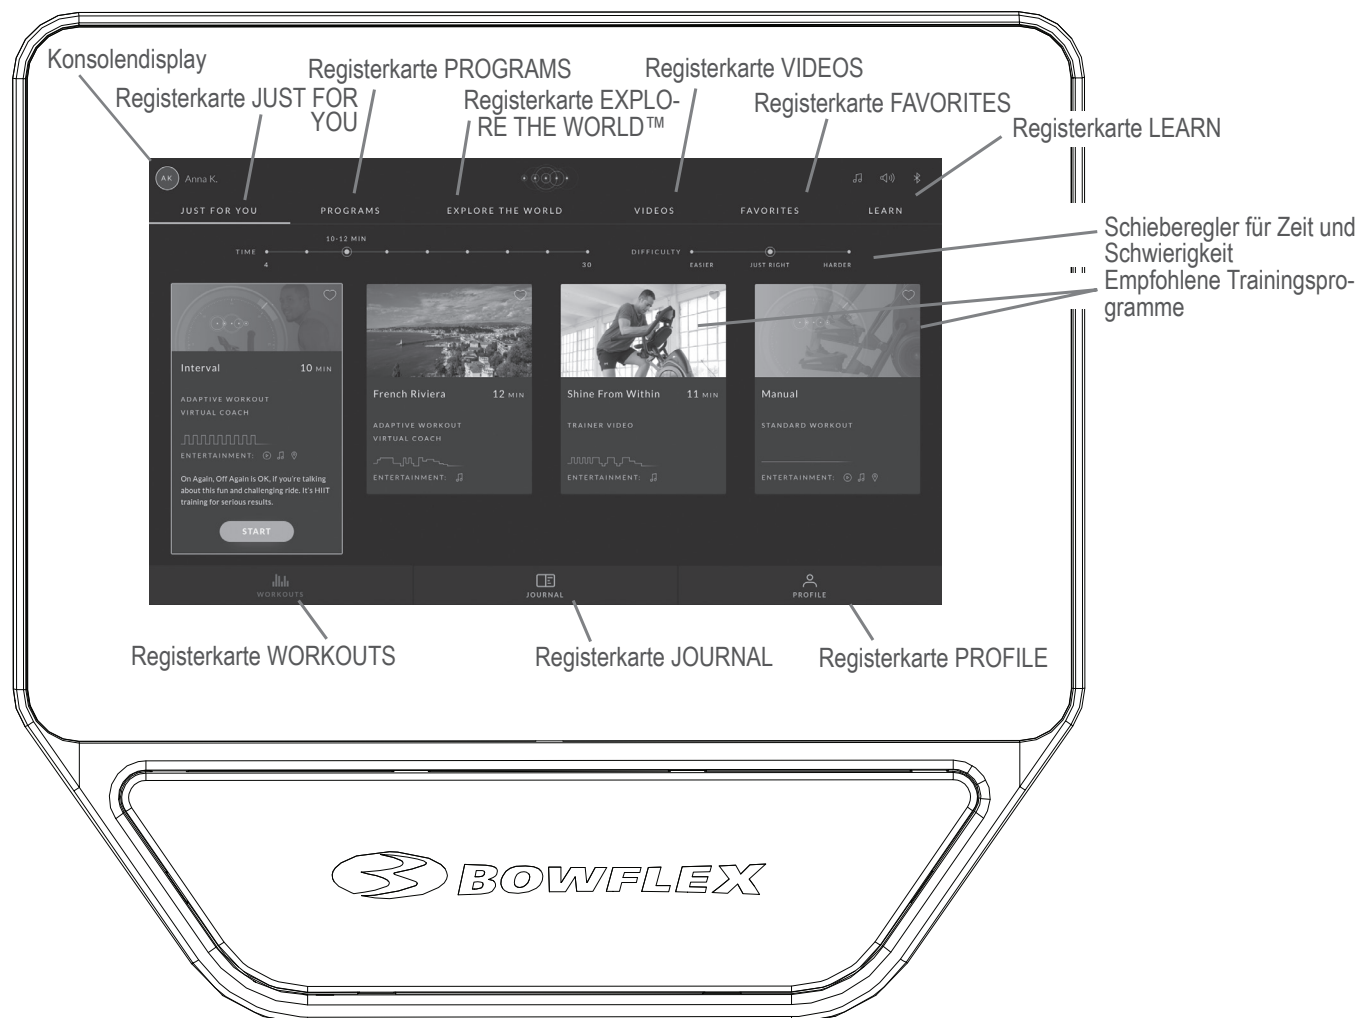 Konsolendisplay
Registerkarte JUST FOR
YOU
Registerkarte PROGRAMS
Registerkarte EXPLO-
RE THE WORLD™
Registerkarte VIDEOS
Registerkarte FAVORITES
Registerkarte LEARN
AK Anna K.
JUST FOR YOU PROGRAMS EXPLORE THE WORLD VIDEOS FAVORITES LEARN
10-12 MIN
TIME DIFFICULTY
4 30 EASIER JUST RIGHT HARDER
Schieberegler für Zeit und
Schwierigkeit
Empfohlene Trainingspro-
gramme
Interval 10 MIN
ADAPTIVE WORKOUT
VIRTUAL COACH
ENTERTAINMENT:
On Again, Off Again is OK, if you're talking
about this fun and challenging ride. It's HIIT
training for serious results.
START
French Riviera 12 MIN
ADAPTIVE WORKOUT
VIRTUAL COACH
ENTERTAINMENT:
Shine From Within 11 MIN
TRAINER VIDEO
ENTERTAINMENT:
Manual
STANDARD WORKOUT
ENTERTAINMENT:
WORKOUTS JOURNAL PROFILE
Registerkarte WORKOUTS
Registerkarte JOURNAL
Registerkarte PROFILE
BOWFLEX